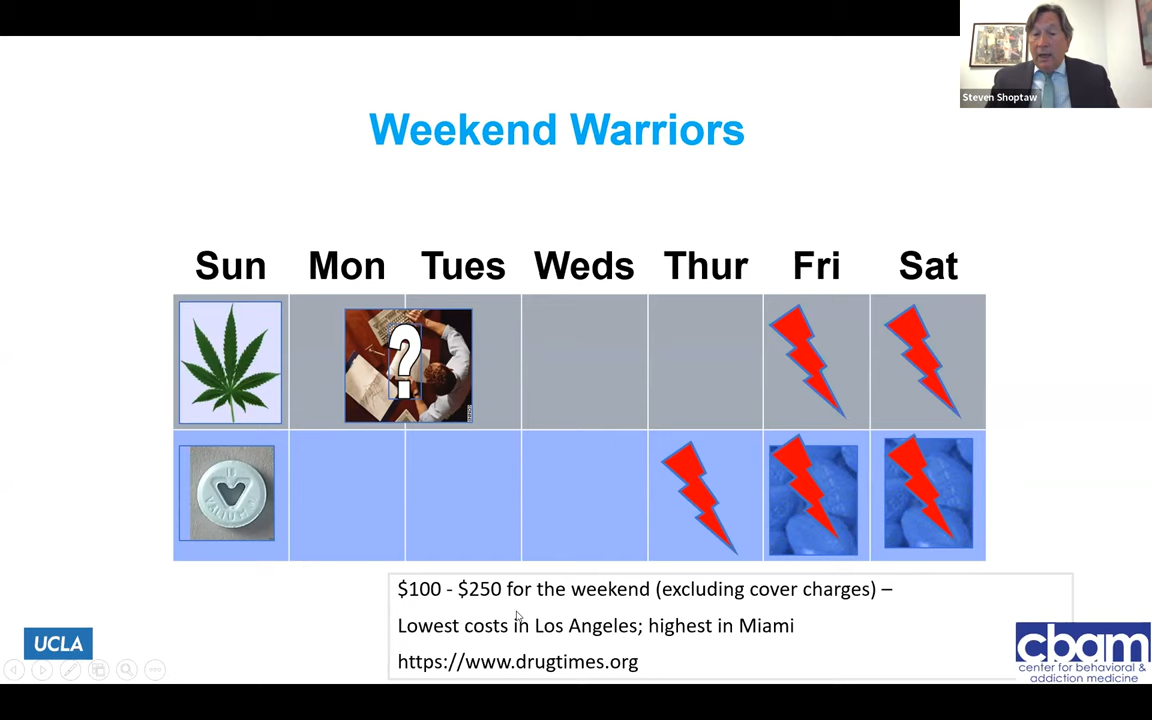 Steven Shoptaw
Weekend Warriors
Sun Mon Tues Weds Thur Fri Sat
?
VALIUM
$100 - $250 for the weekend (excluding cover charges) –
Lowest costs in Los Angeles; highest in Miami
https://www.drugtimes.org
UCLA
cbam
center for behavioral &
addiction medicine